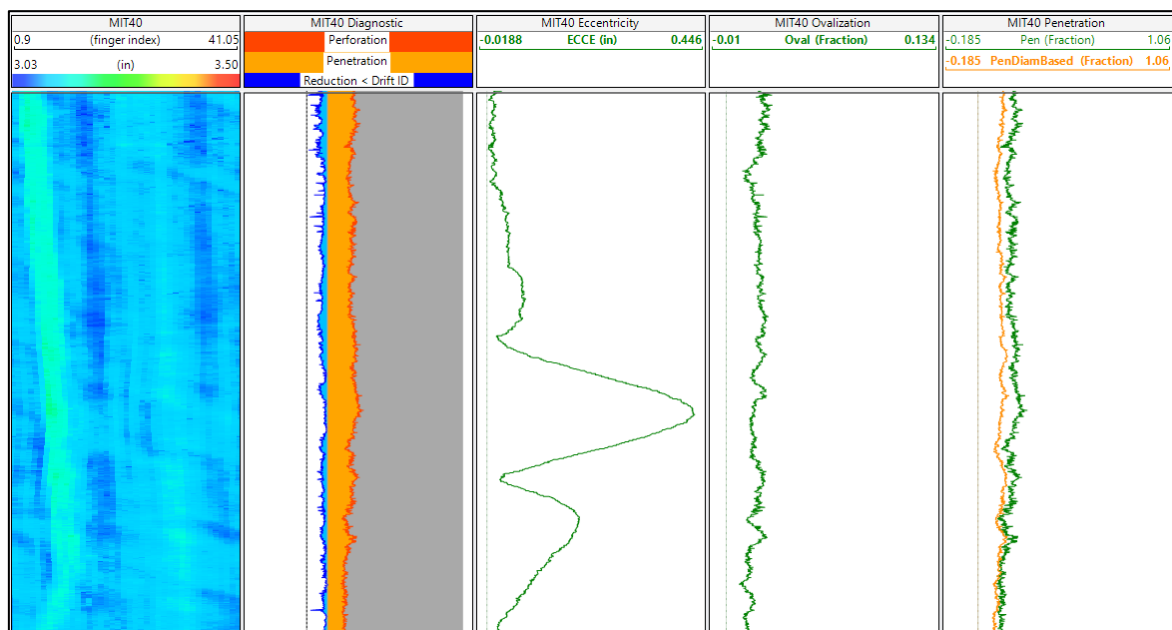 MIT40
0.9 (finger index) 41.05
3.03 (in) 3.50
MIT40 Diagnostic
Perforation
Penetration
Reduction < Drift ID
MIT40 Eccentricity
-0.0188 ECCE (in) 0.446
MIT40 Ovalization
-0.01 Oval (Fraction) 0.134
MIT40 Penetration
-0.185 Pen (Fraction) 1.06
-0.185 PenDiamBased (Fraction) 1.06